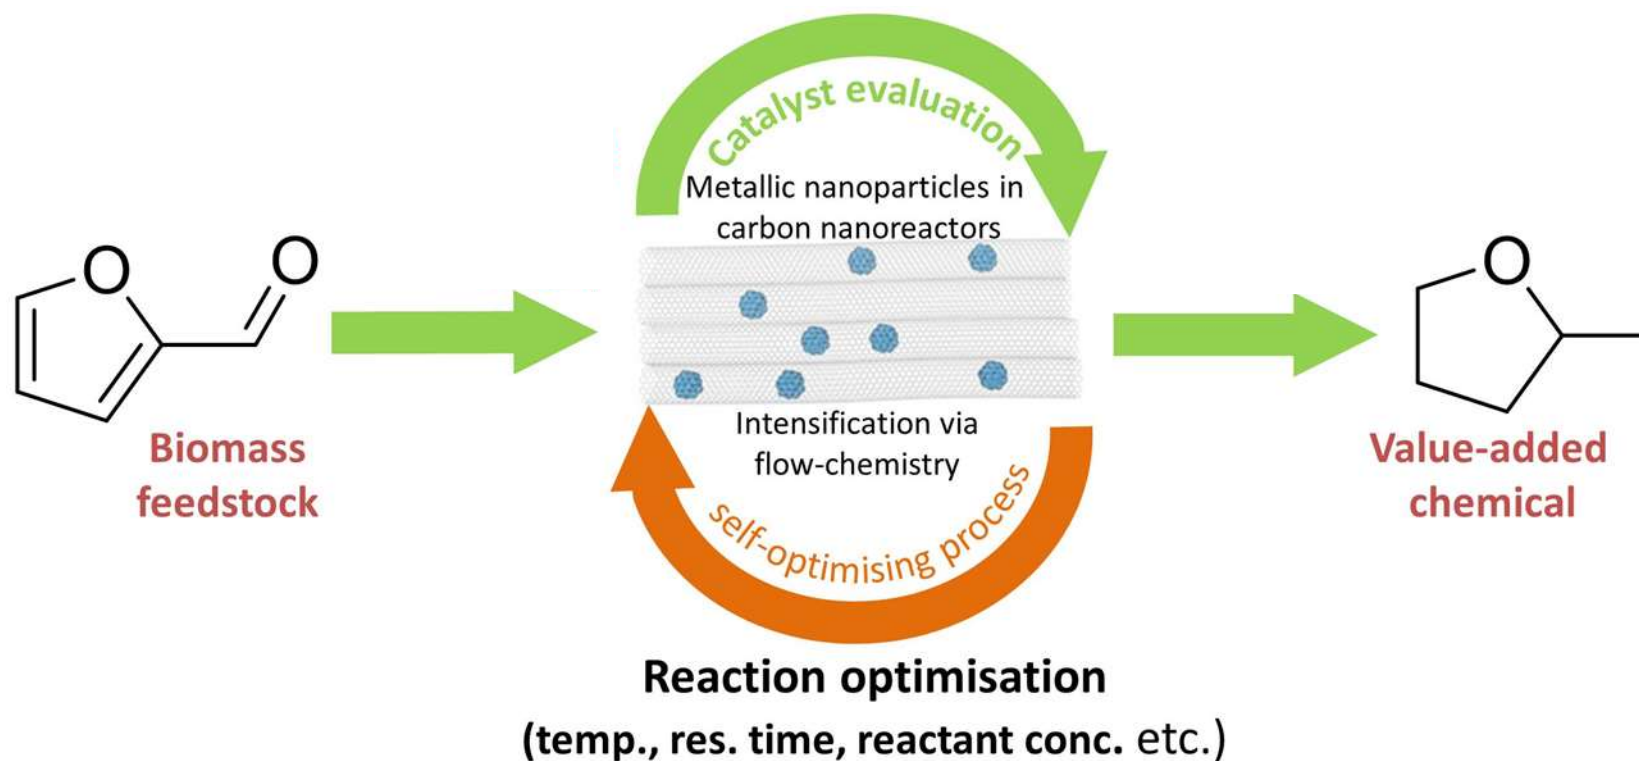 Catalyst evaluation
Metallic nanoparticles in
carbon nanoreactors
O
O
O
Biomass
feedstock
Intensification via
flow-chemistry
self-optimising process
Value-added
chemical
Reaction optimisation
(temp., res. time, reactant conc. etc.)